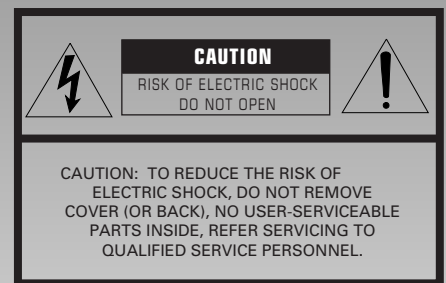 CAUTION
RISK OF ELECTRIC SHOCK
DO NOT OPEN
CAUTION: TO REDUCE THE RISK OF
ELECTRIC SHOCK, DO NOT REMOVE
COVER (OR BACK), NO USER-SERVICEABLE
PARTS INSIDE, REFER SERVICING TO
QUALIFIED SERVICE PERSONNEL.